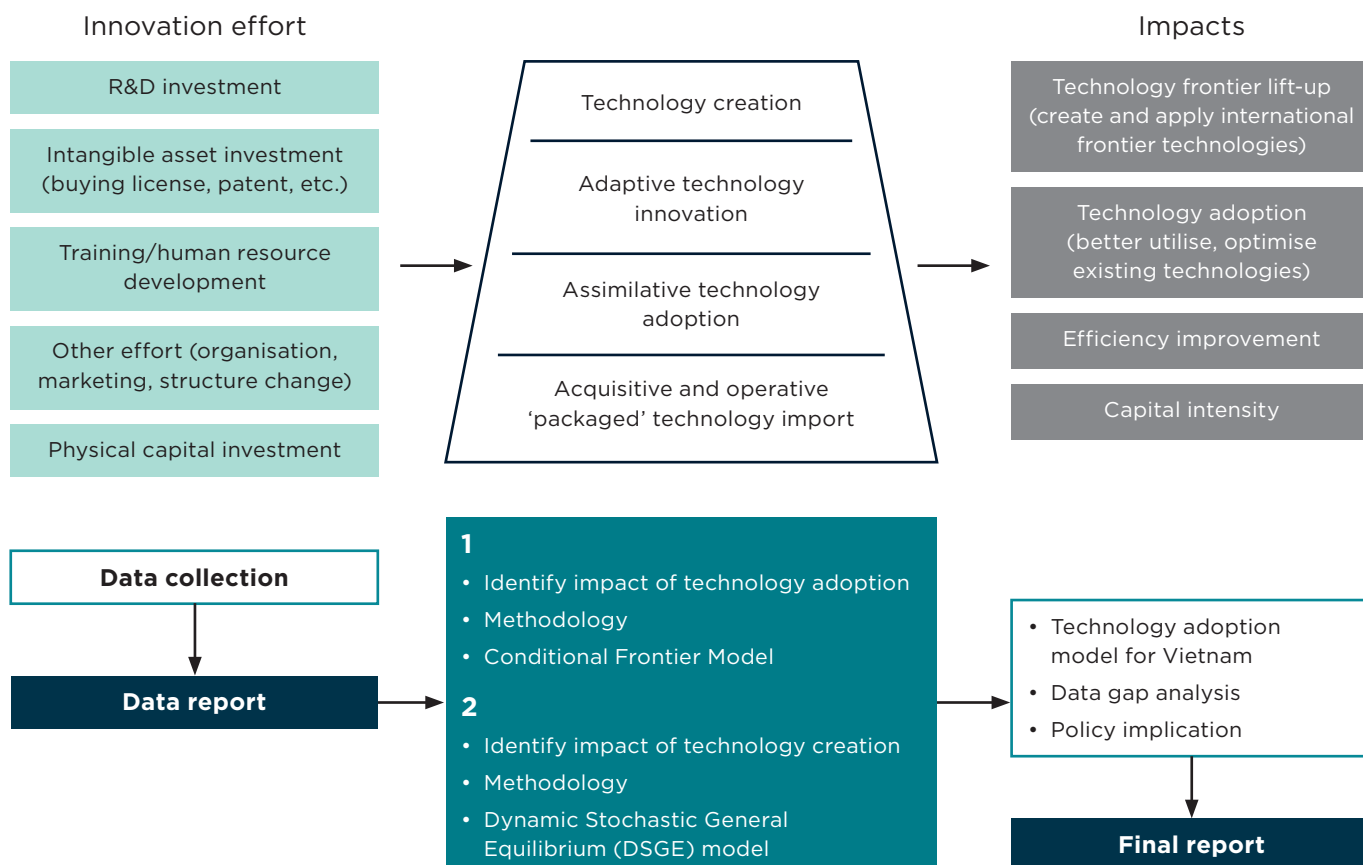 Innovation effort
R&D investment
Intangible asset investment
(buying license, patent, etc.)
Training/human resource
development
Other effort (organisation,
marketing, structure change)
Physical capital investment
Technology creation
Adaptive technology
innovation
Assimilative technology
adoption
Acquisitive and operative
‘packaged’ technology import
Impacts
Technology frontier lift-up
(create and apply international
frontier technologies)
Technology adoption
(better utilise, optimise
existing technologies)
Efficiency improvement
Capital intensity
Data collection
Data report
1
• Identify impact of technology adoption
• Methodology
• Conditional Frontier Model
2
• Identify impact of technology creation
• Methodology
• Dynamic Stochastic General
Equilibrium (DSGE) model
• Technology adoption
model for Vietnam
• Data gap analysis
• Policy implication
Final report